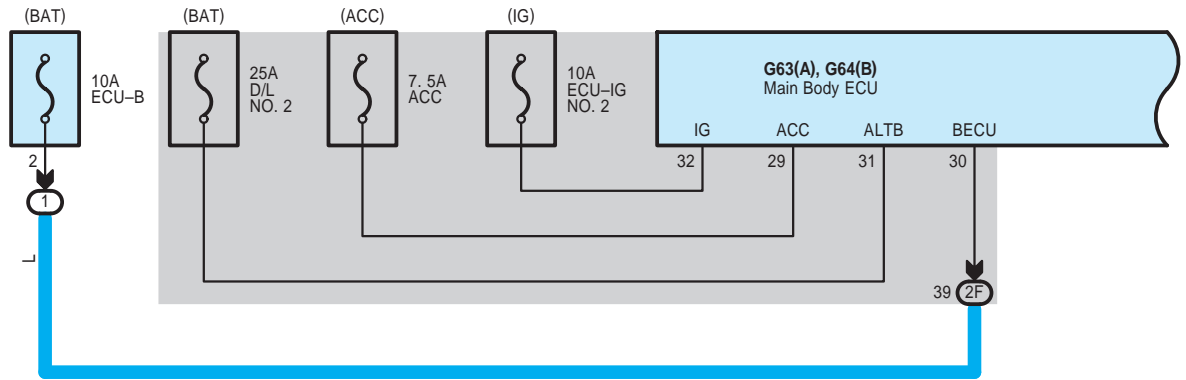 (BAT)
(BAT)
(ACC)
(IG)
10A
ECU–B
25A
D/L
NO. 2
7. 5A
ACC
10A
ECU–IG
NO. 2
G63(A), G64(B)
Main Body ECU
IG
ACC
ALTB
BECU
2
32
29
31
30
1
L
39
2F